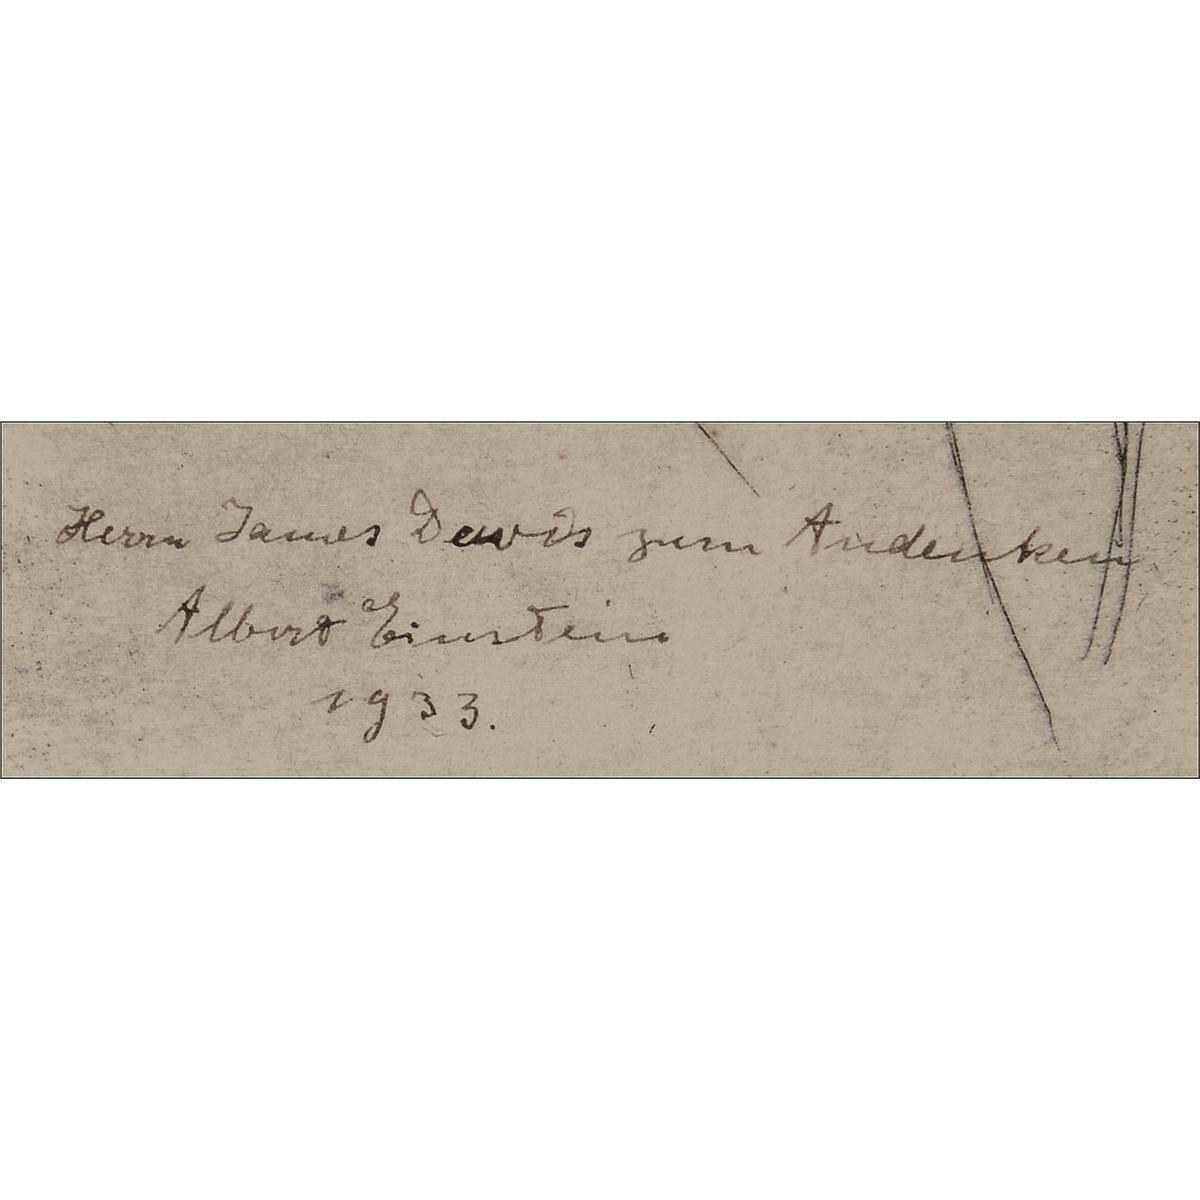 Herrn James Davis zum Andenken
Albert Einstein
1933.